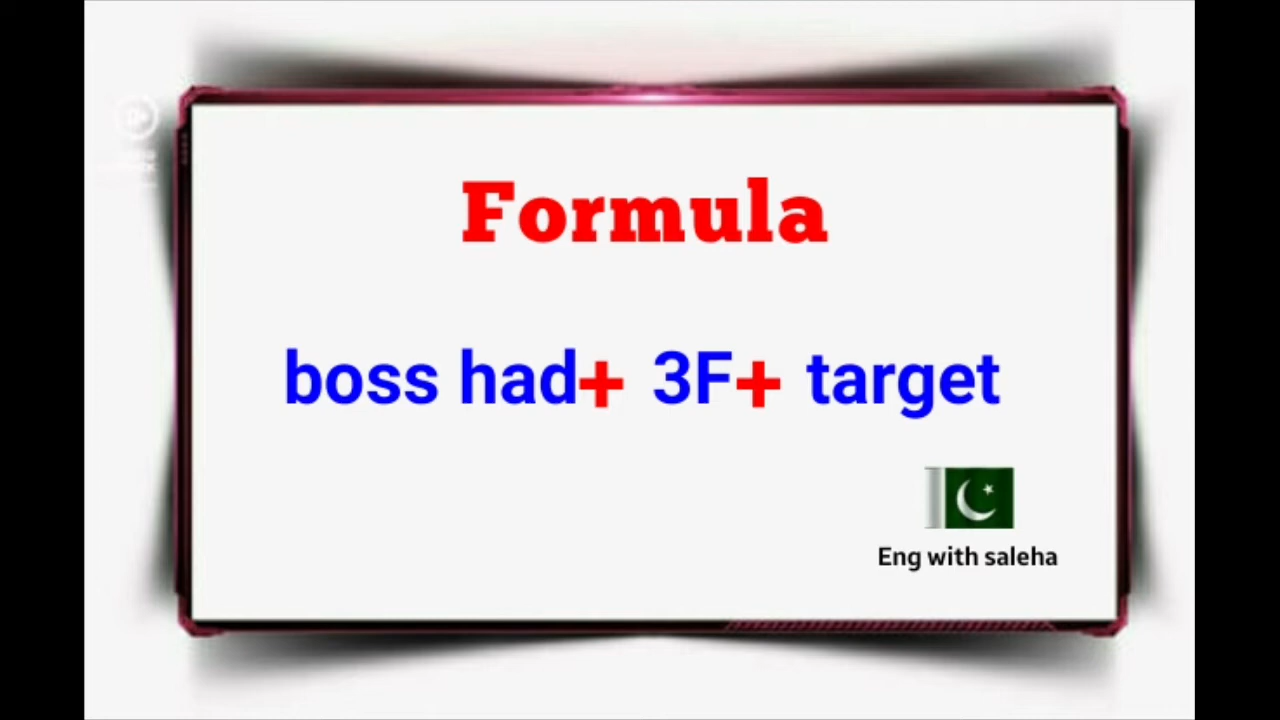 Formula
boss had+ 3F+ target
Eng with saleha